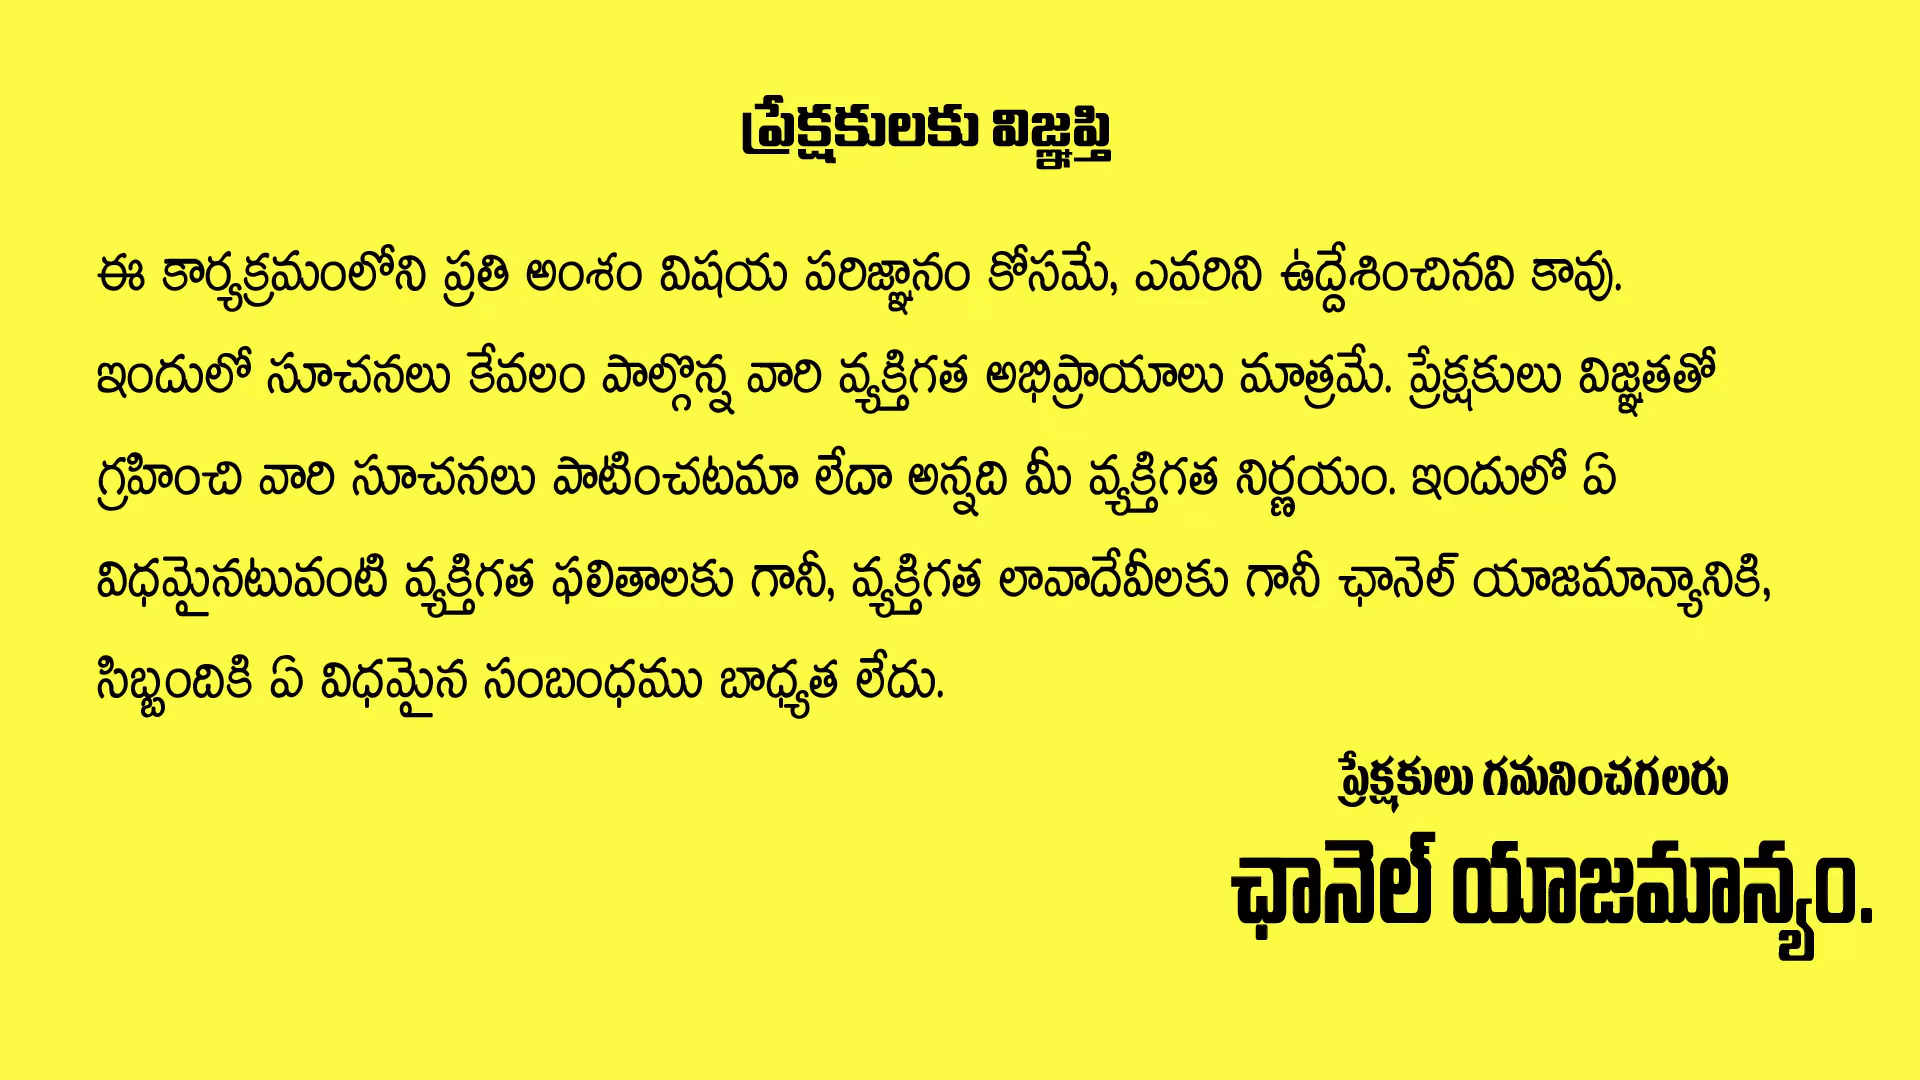 ప్రేక్షకులకు విజ్ఞప్తి
ఈ కార్యక్రమంలోని ప్రతి అంశం విషయ పరిజ్ఞానం కోసమే, ఎవరిని ఉద్దేశించినవి కావు.
ఇందులో సూచనలు కేవలం పాల్గొన్న వారి వ్యక్తిగత అభిప్రాయాలు మాత్రమే. ప్రేక్షకులు విజ్ఞతతో
గ్రహించి వారి సూచనలు పాటించటమా లేదా అన్నది మీ వ్యక్తిగత నిర్ణయం. ఇందులో ఏ
విధమైనటువంటి వ్యక్తిగత ఫలితాలకు గానీ, వ్యక్తిగత లావాదేవీలకు గానీ ఛానెల్ యాజమాన్యానికి,
సిబ్బందికి ఏ విధమైన సంబంధము బాధ్యత లేదు.
ప్రేక్షకులు గమనించగలరు
ఛానెల్ యాజమాన్యం.